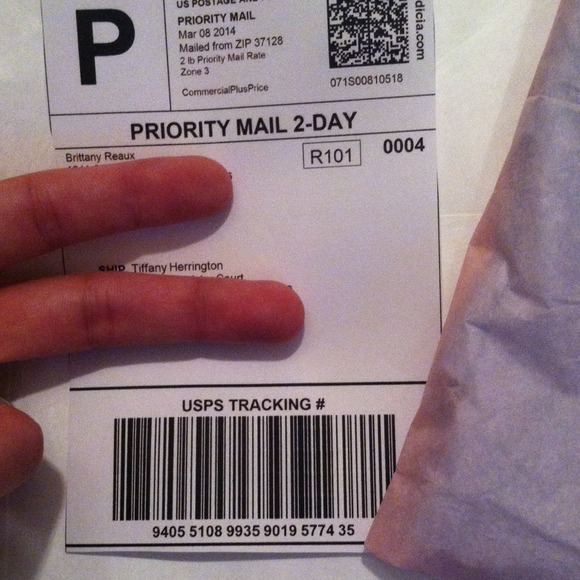 P
US POSTAGE AND
PRIORITY MAIL
Mar 08 2014
Mailed from ZIP 37128
2 lb Priority Mail Rate
Zone 3
CommercialPlusPrice
dicia.com
071S00810518
PRIORITY MAIL 2-DAY
Brittany Reaux
0004
R101
SHIP Tiffany Herrington
Court
USPS TRACKING #
9405 5108 9935 9019 5774 35